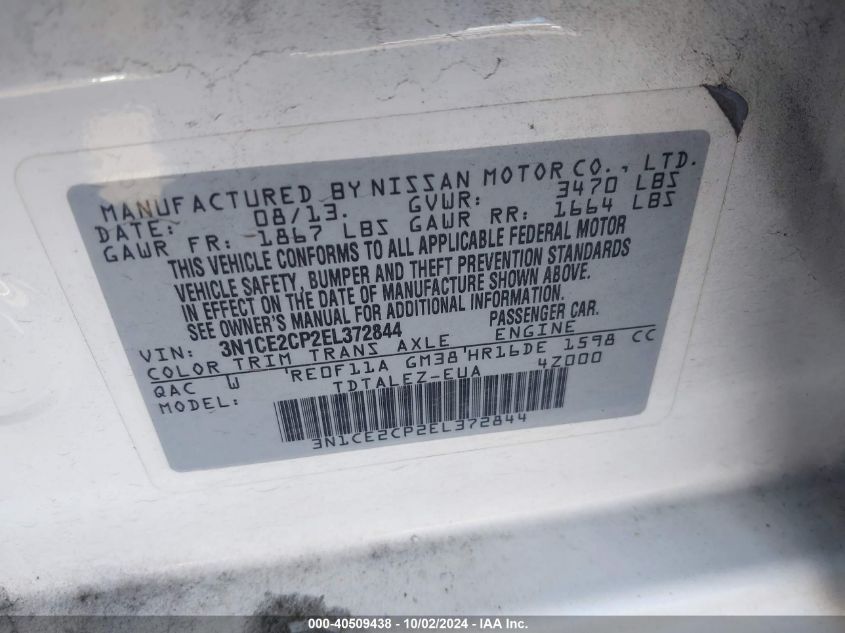 MANUFACTURED BY NISSAN MOTOR CO., LTD.
DATE: 08/13. GVWR: 3470 LBS
GAWR FR: 1867 LBS GAWR RR: 1664 LBS
THIS VEHICLE CONFORMS TO ALL APPLICABLE FEDERAL MOTOR
VEHICLE SAFETY, BUMPER AND THEFT PREVENTION STANDARDS
IN EFFECT ON THE DATE OF MANUFACTURE SHOWN ABOVE.
SEE OWNER'S MANUAL FOR ADDITIONAL INFORMATION.
VIN: 3N1CE2CP2EL372844 PASSENGER CAR.
COLOR TRIM TRANS AXLE ENGINE
QAC W RE0F11A GM38 HR16DE 1598 CC
MODEL: TDTALEZ-EUA 4Z000
3N1CE2CP2EL372844
000-40509438 - 10/02/2024 - IAA Inc.